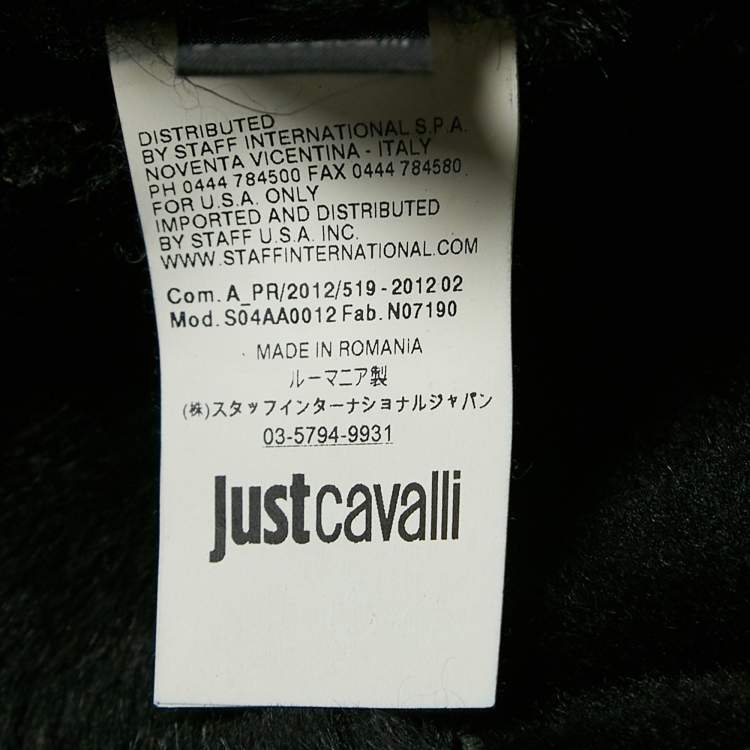 DISTRIBUTED
BY STAFF INTERNATIONAL S.P.A.
NOVENTA VICENTINA - ITALY
PH 0444 784500 FAX 0444 784580
FOR U.S.A. ONLY
IMPORTED AND DISTRIBUTED
BY STAFF U.S.A. INC.
WWW.STAFFINTERNATIONAL.COM
Com. A_PR/2012/519 - 2012 02
Mod. S04AA0012 Fab. N07190
MADE IN ROMANiA
ルーマニア製
(株)スタッフインターナショナルジャパン
03-5794-9931
Justcavalli